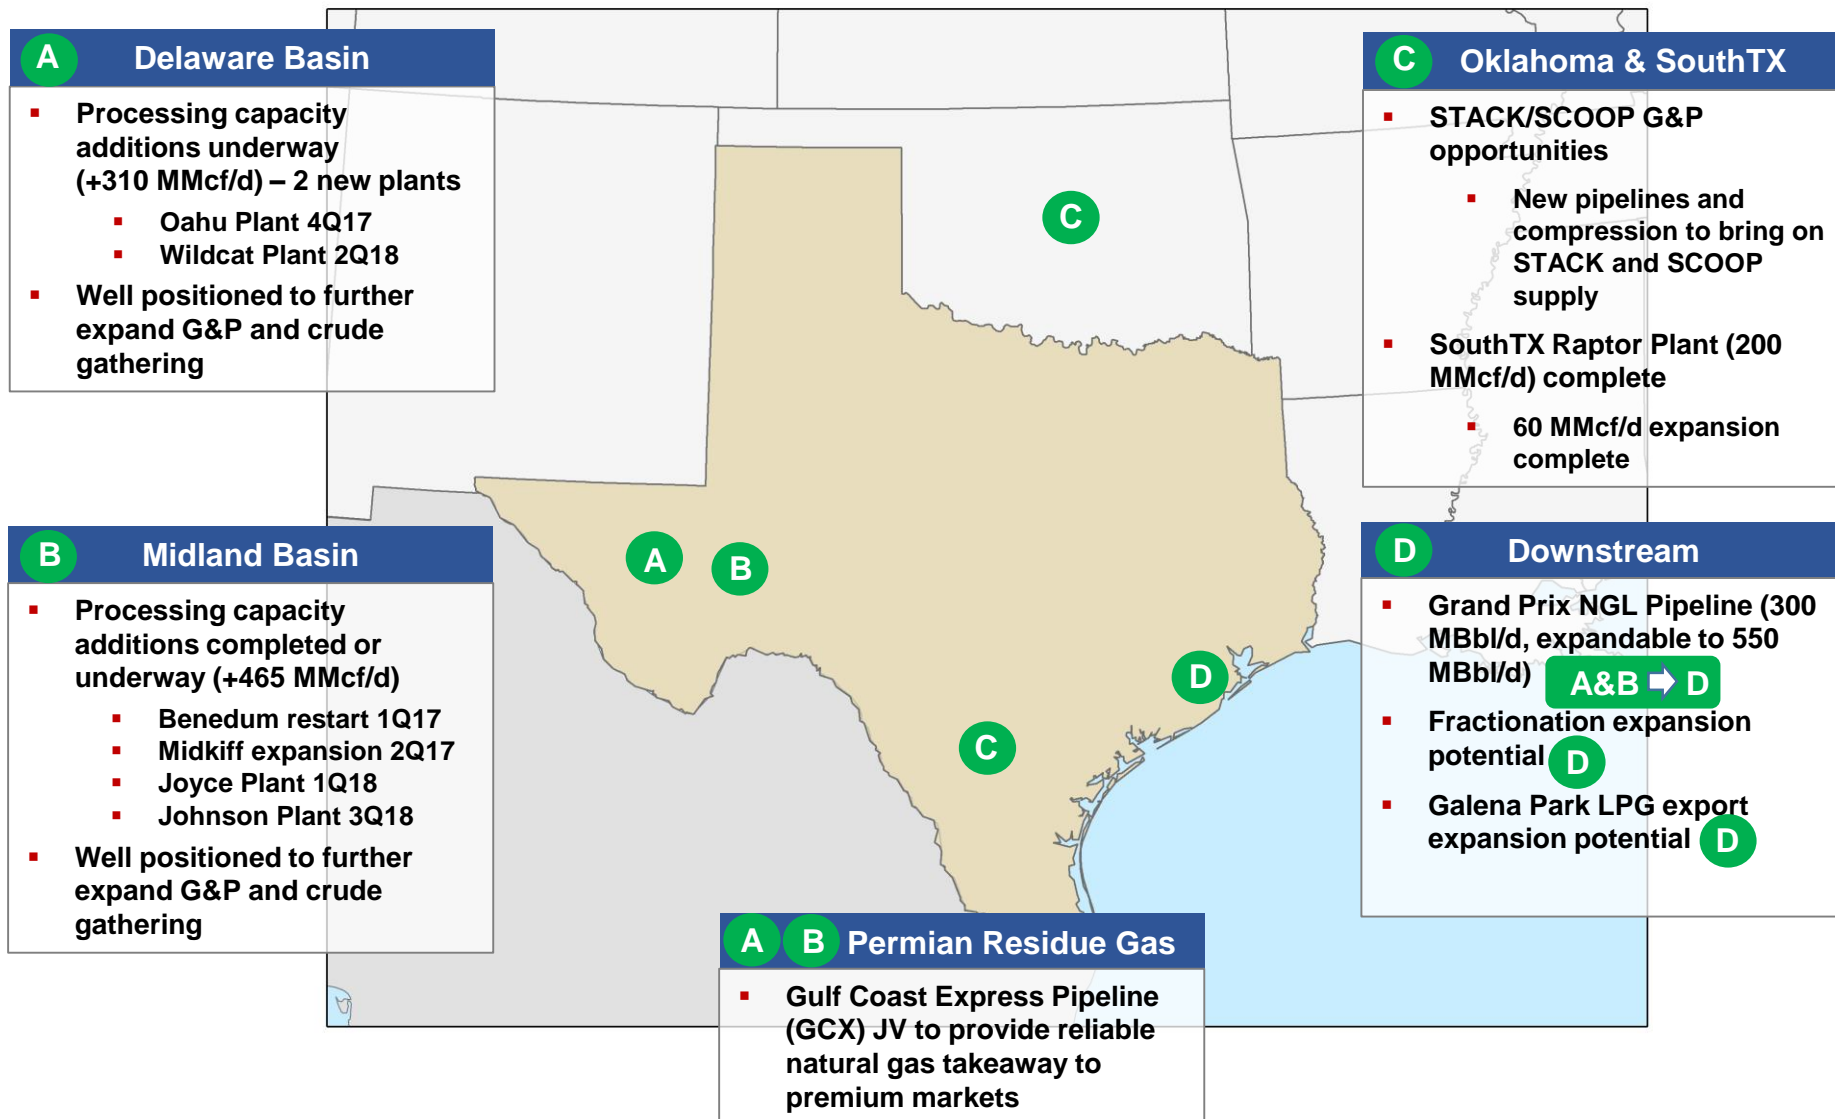 A Delaware Basin
▪ Processing capacity
additions underway
(+310 MMcf/d) – 2 new plants
▪ Oahu Plant 4Q17
▪ Wildcat Plant 2Q18
▪ Well positioned to further
expand G&P and crude
gathering
B Midland Basin
▪ Processing capacity
additions completed or
underway (+465 MMcf/d)
▪ Benedum restart 1Q17
▪ Midkiff expansion 2Q17
▪ Joyce Plant 1Q18
▪ Johnson Plant 3Q18
▪ Well positioned to further
expand G&P and crude
gathering
C
A
B
D
C
A B Permian Residue Gas
▪ Gulf Coast Express Pipeline
(GCX) JV to provide reliable
natural gas takeaway to
premium markets
C Oklahoma & SouthTX
▪ STACK/SCOOP G&P
opportunities
▪ New pipelines and
compression to bring on
STACK and SCOOP
supply
▪ SouthTX Raptor Plant (200
MMcf/d) complete
▪ 60 MMcf/d expansion
complete
D Downstream
▪ Grand Prix NGL Pipeline (300
MBbl/d, expandable to 550
MBbl/d) A&B ⇨ D
▪ Fractionation expansion
potential D
▪ Galena Park LPG export
expansion potential D